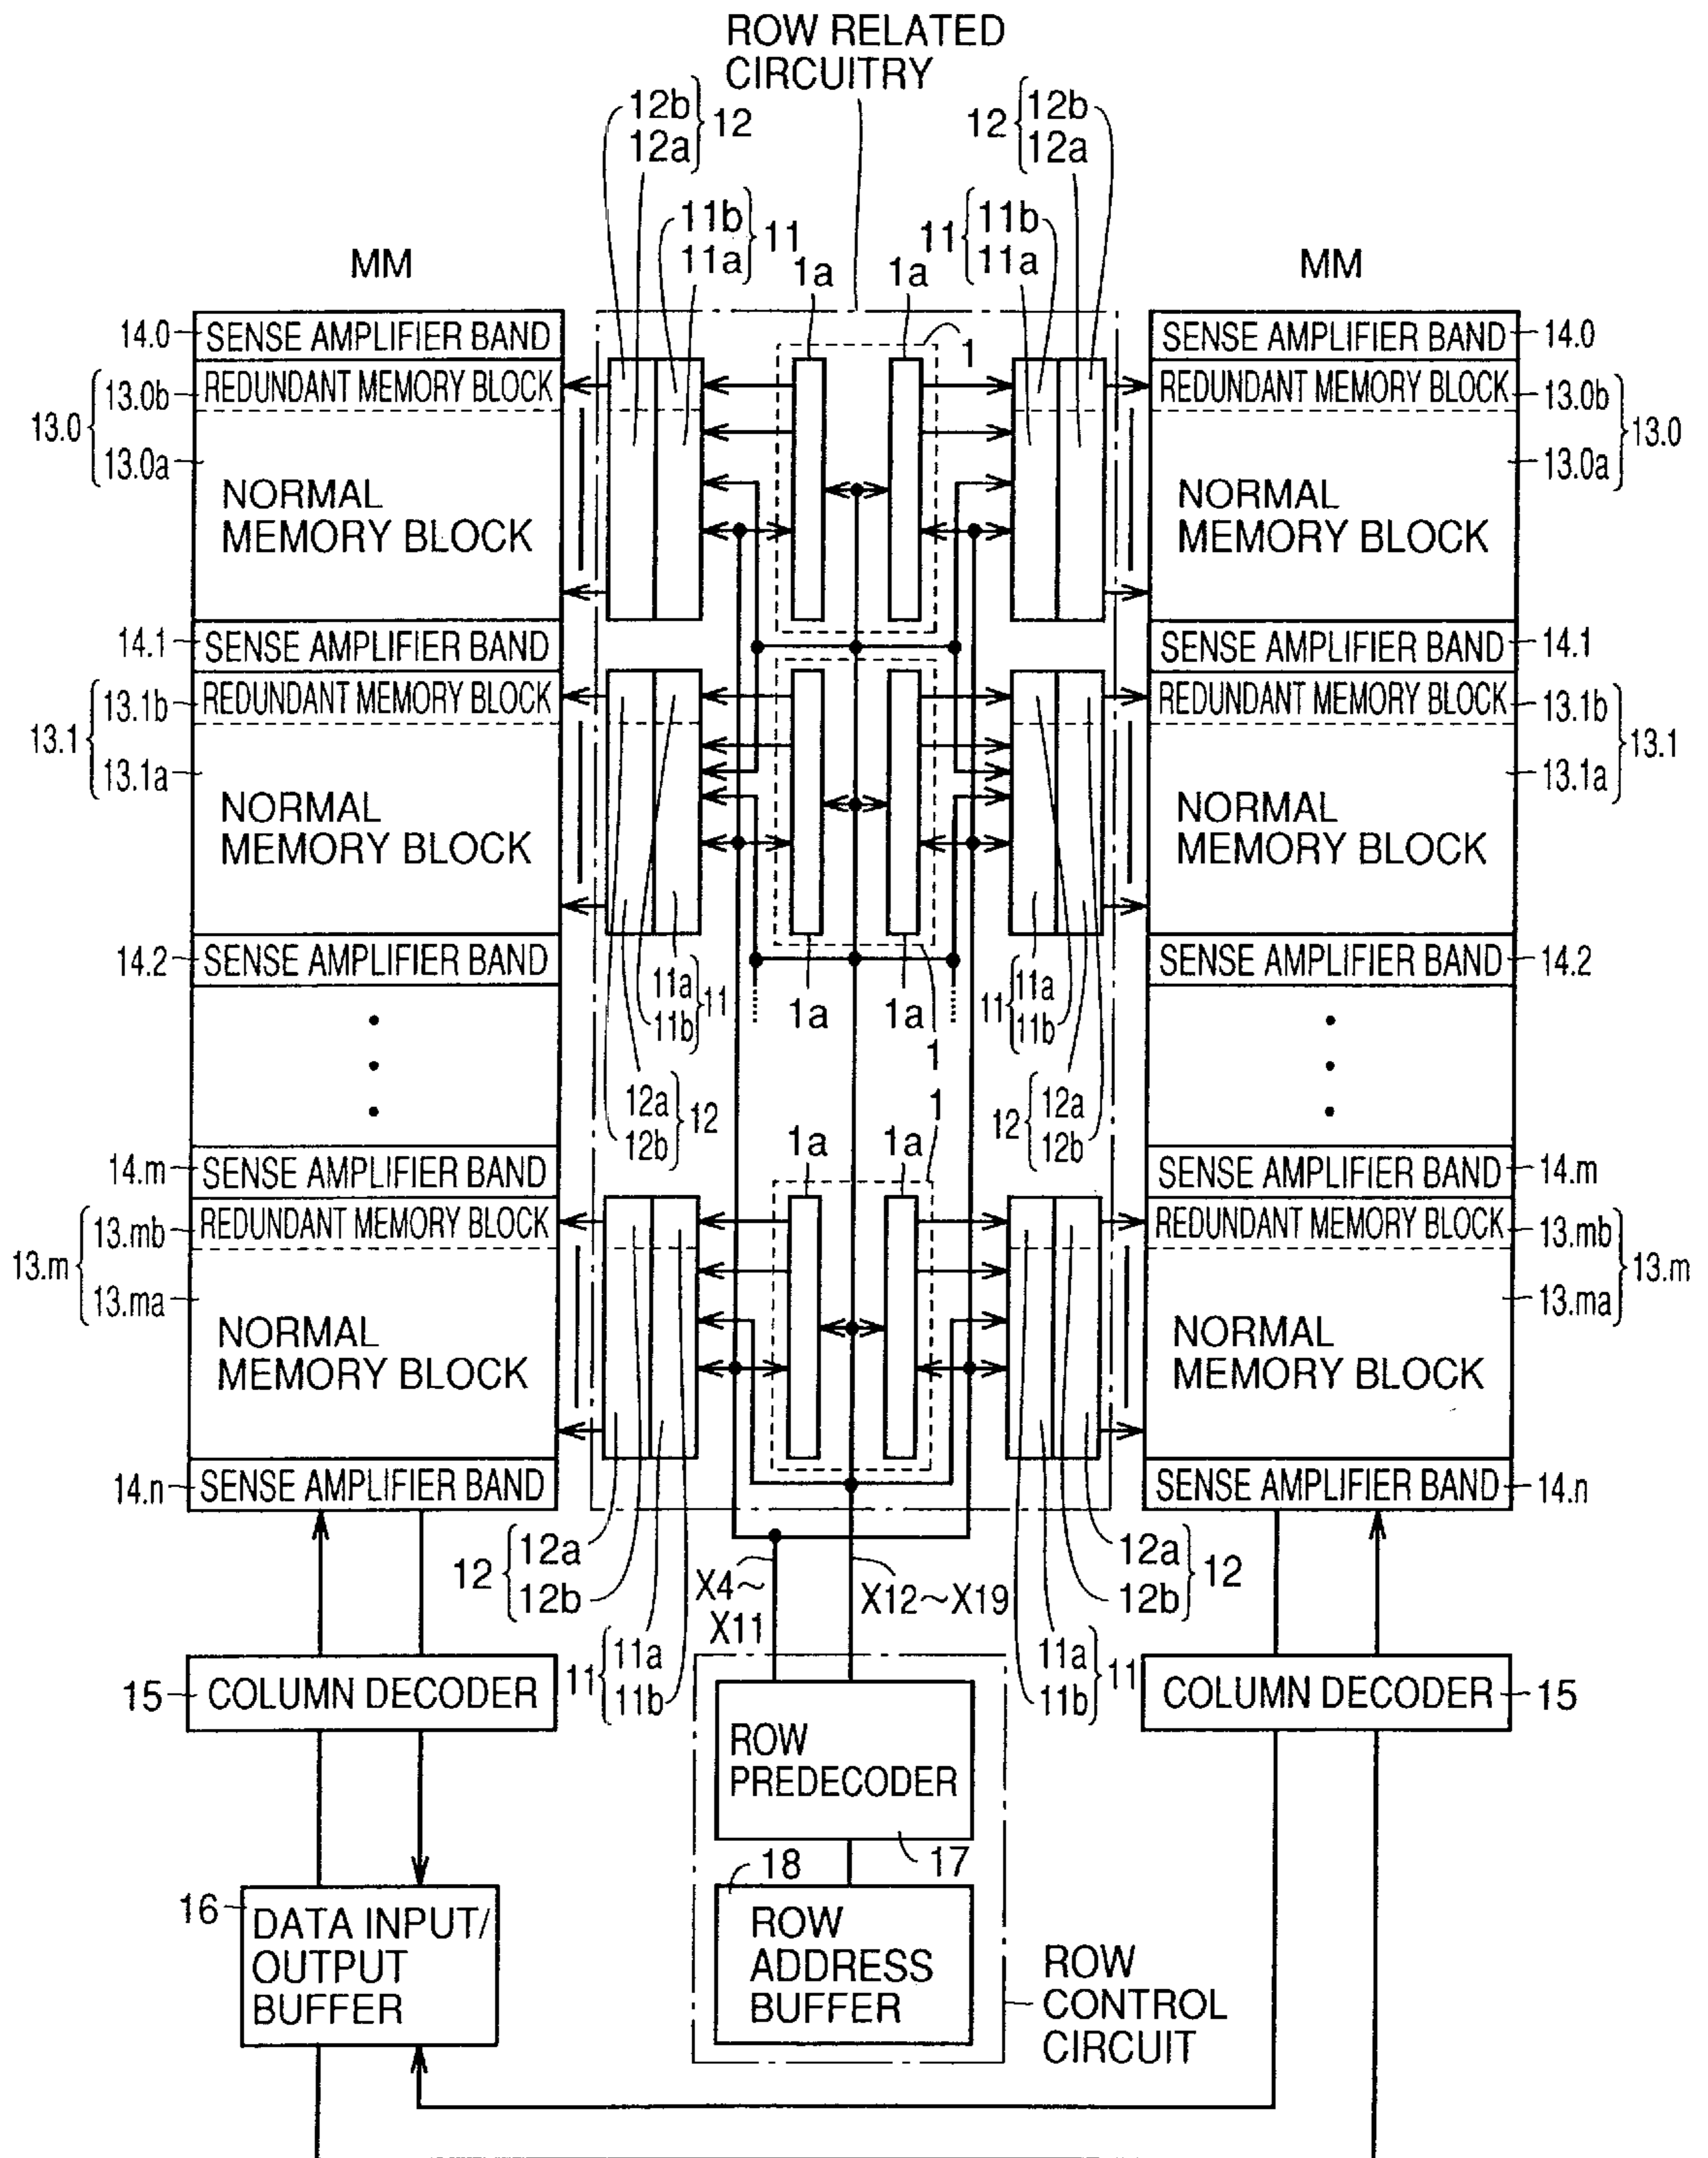 ROW RELATED
CIRCUITRY
12b
12a
12
12
12b
12a
11b
11a
11
11
11b
11a
1a
1a
MM
MM
1
14.0
SENSE AMPLIFIER BAND
SENSE AMPLIFIER BAND
14.0
13.0
13.0b
REDUNDANT MEMORY BLOCK
REDUNDANT MEMORY BLOCK
13.0b
13.0
13.0a
NORMAL
MEMORY BLOCK
NORMAL
MEMORY BLOCK
13.0a
14.1
SENSE AMPLIFIER BAND
SENSE AMPLIFIER BAND
14.1
13.1
13.1b
REDUNDANT MEMORY BLOCK
REDUNDANT MEMORY BLOCK
13.1b
13.1
13.1a
NORMAL
MEMORY BLOCK
NORMAL
MEMORY BLOCK
13.1a
14.2
SENSE AMPLIFIER BAND
SENSE AMPLIFIER BAND
14.2
11a
11b
11
1a
1a
11
11a
11b
1
12a
12b
12
1
12
12a
12b
1a
1a
14.m
SENSE AMPLIFIER BAND
SENSE AMPLIFIER BAND
14.m
13.m
13.mb
REDUNDANT MEMORY BLOCK
REDUNDANT MEMORY BLOCK
13.mb
13.m
13.ma
NORMAL
MEMORY BLOCK
NORMAL
MEMORY BLOCK
13.ma
14.n
SENSE AMPLIFIER BAND
SENSE AMPLIFIER BAND
14.n
12
12a
12b
X4~
X11
X12~X19
12a
12b
12
11
11a
11b
11a
11b
11
15
COLUMN DECODER
COLUMN DECODER
15
ROW
PREDECODER
17
18
16
DATA INPUT/
OUTPUT
BUFFER
ROW
ADDRESS
BUFFER
ROW
CONTROL
CIRCUIT